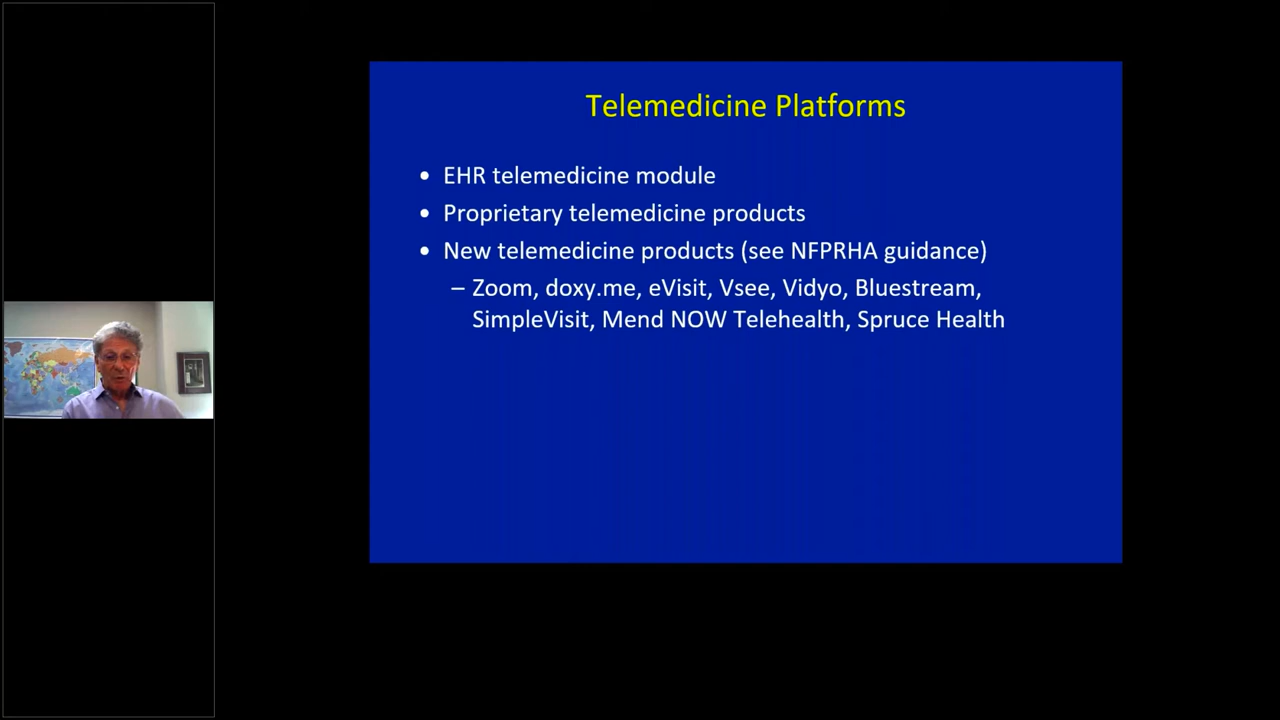 Telemedicine Platforms
• EHR telemedicine module
• Proprietary telemedicine products
• New telemedicine products (see NFPRHA guidance)
– Zoom, doxy.me, eVisit, Vsee, Vidyo, Bluestream,
SimpleVisit, Mend NOW Telehealth, Spruce Health